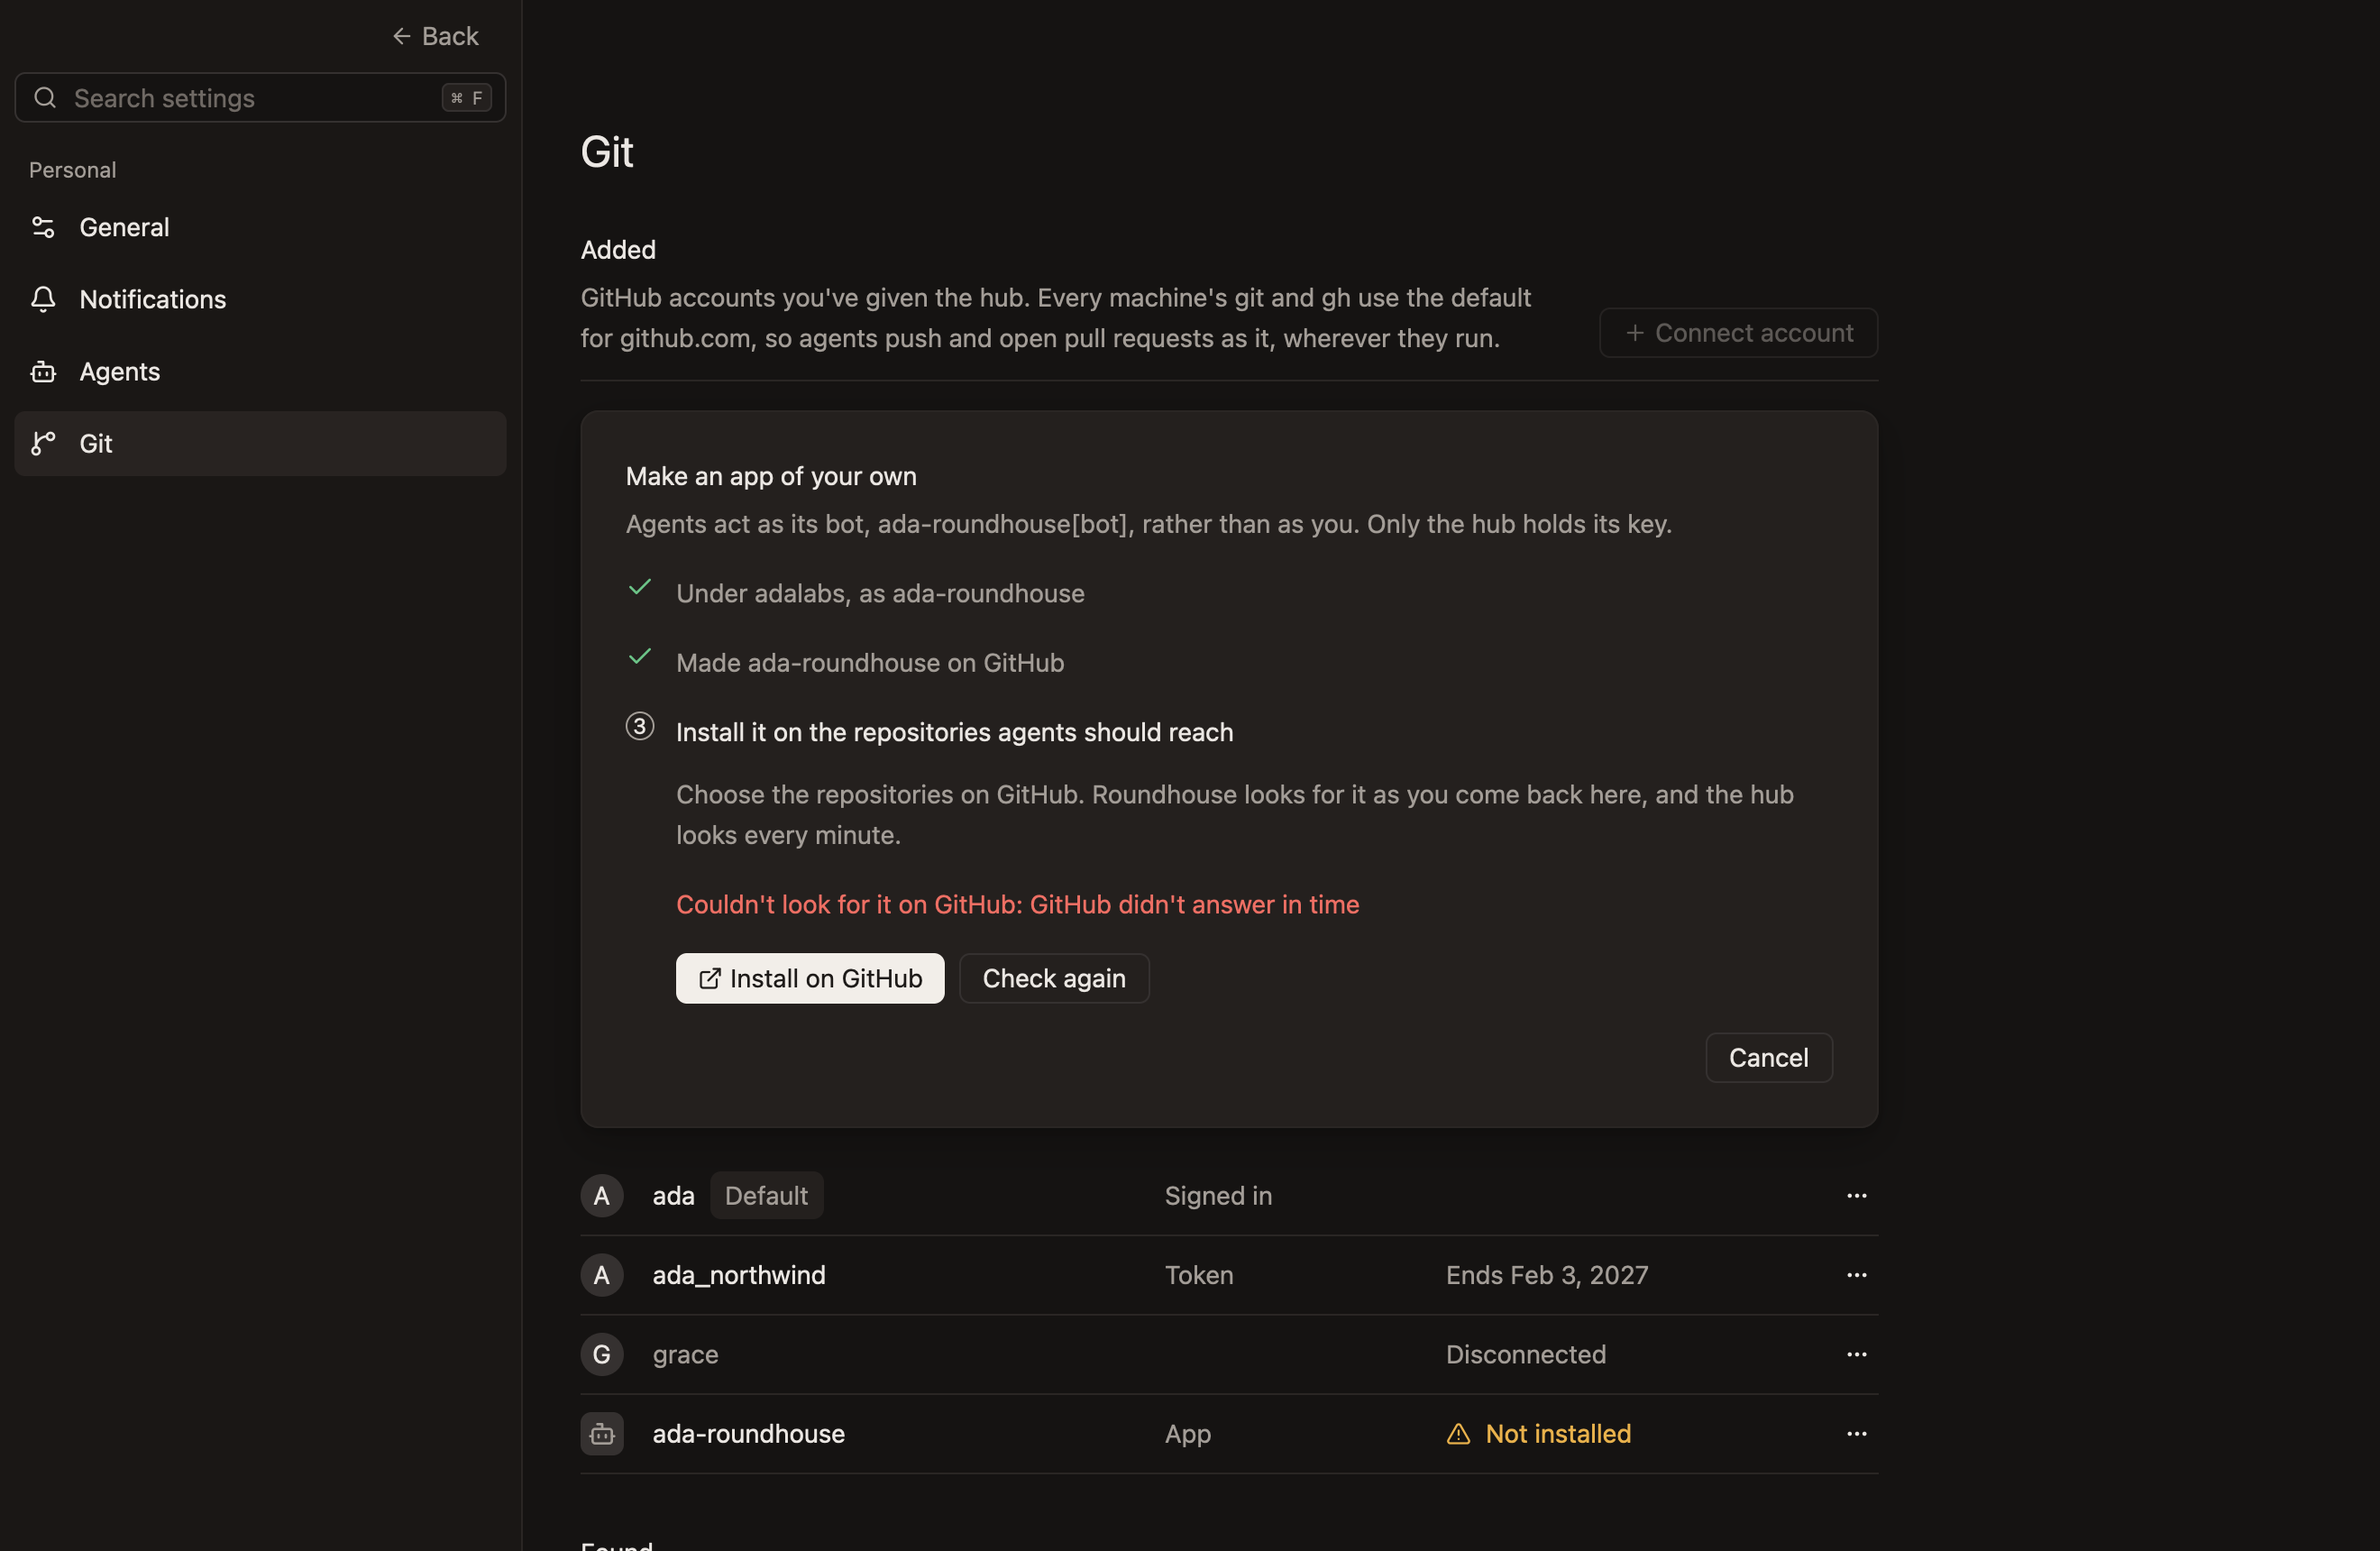 ← Back
Search settings
⌘ F
Personal
General
Notifications
Agents
Git
Git
Added
GitHub accounts you've given the hub. Every machine's git and gh use the default
for github.com, so agents push and open pull requests as it, wherever they run.
+ Connect account
Make an app of your own
Agents act as its bot, ada-roundhouse[bot], rather than as you. Only the hub holds its key.
Under adalabs, as ada-roundhouse
Made ada-roundhouse on GitHub
3 Install it on the repositories agents should reach
Choose the repositories on GitHub. Roundhouse looks for it as you come back here, and the hub
looks every minute.
Couldn't look for it on GitHub: GitHub didn't answer in time
Install on GitHub
Check again
Cancel
A ada Default Signed in
A ada_northwind Token Ends Feb 3, 2027
G grace Disconnected
ada-roundhouse App Not installed
Found